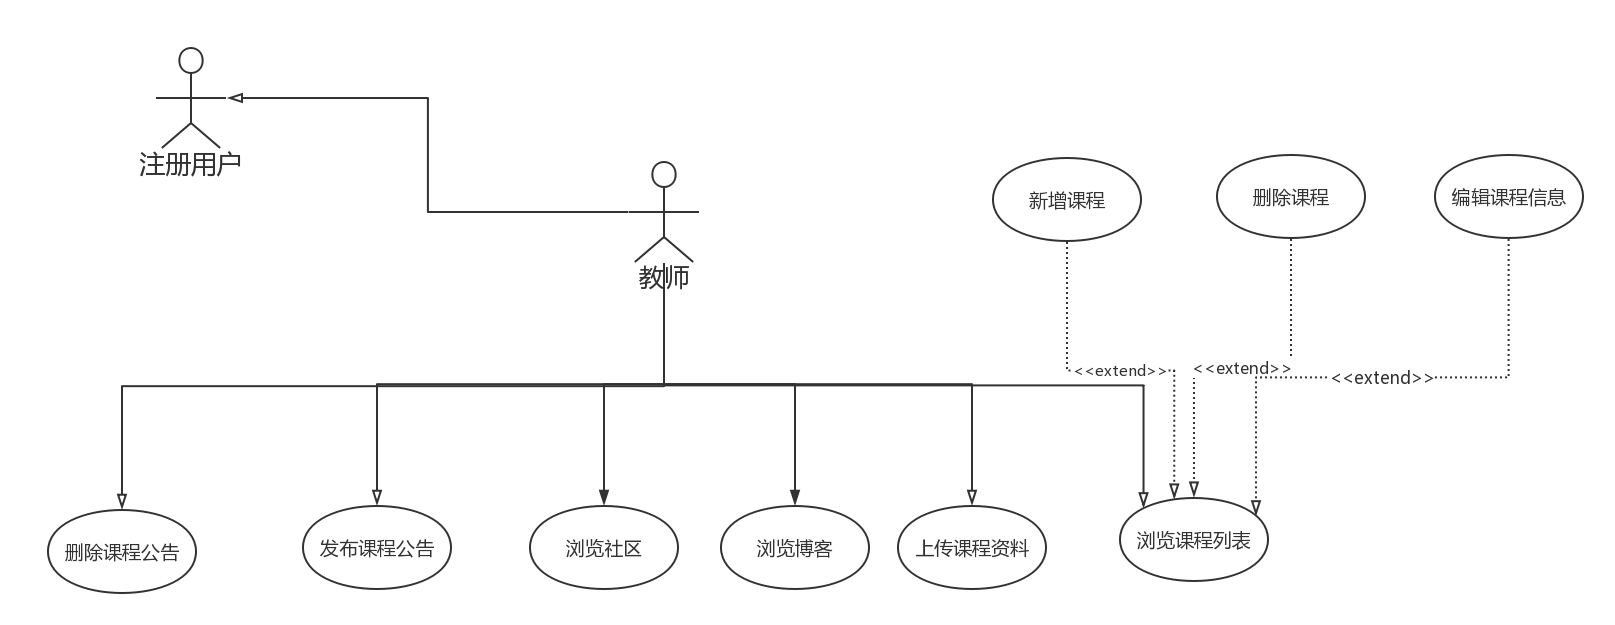 注册用户
教师
新增课程
删除课程
编辑课程信息
<<extend>>
<<extend>>
<<extend>>
删除课程公告
发布课程公告
浏览社区
浏览博客
上传课程资料
浏览课程列表